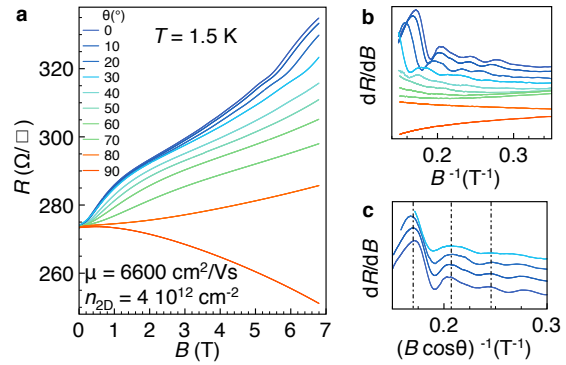 a
θ(°)
0
10
20
30
40
50
60
70
80
90
T = 1.5 K
320
300
280
260
R (Ω/ □)
μ = 6600 cm²/Vs
n2D = 4 10¹² cm⁻²
0 1 2 3 4 5 6 7
B (T)
b
dR/dB
0.2 0.3
B⁻¹(T⁻¹)
c
dR/dB
0.2 0.3
(B cosθ)⁻¹(T⁻¹)